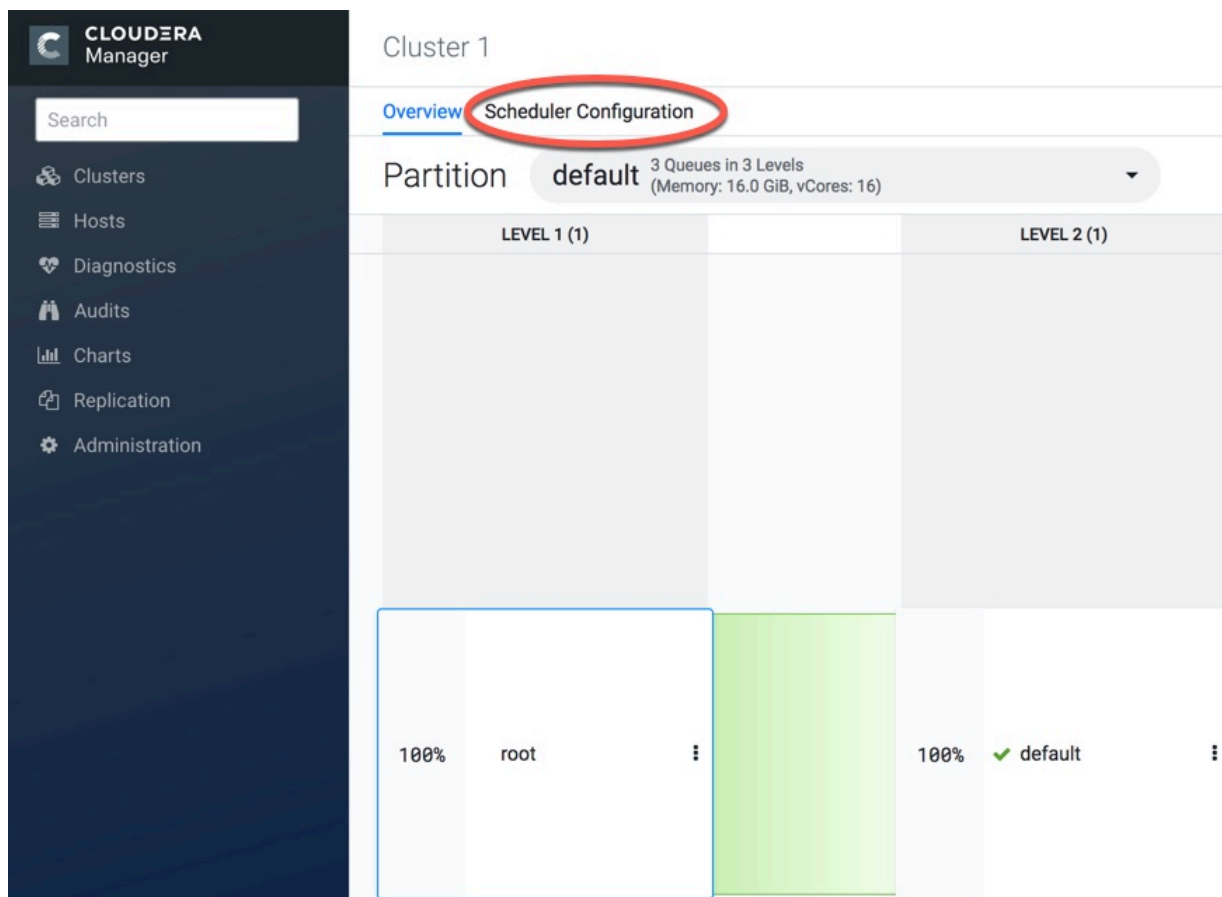 CLOUDERA
Manager
Search
Clusters
Hosts
Diagnostics
Audits
Charts
Replication
Administration
Cluster 1
Overview Scheduler Configuration
Partition default 3 Queues in 3 Levels
(Memory: 16.0 GiB, vCores: 16)
LEVEL 1 (1) LEVEL 2 (1)
100% root 100% default